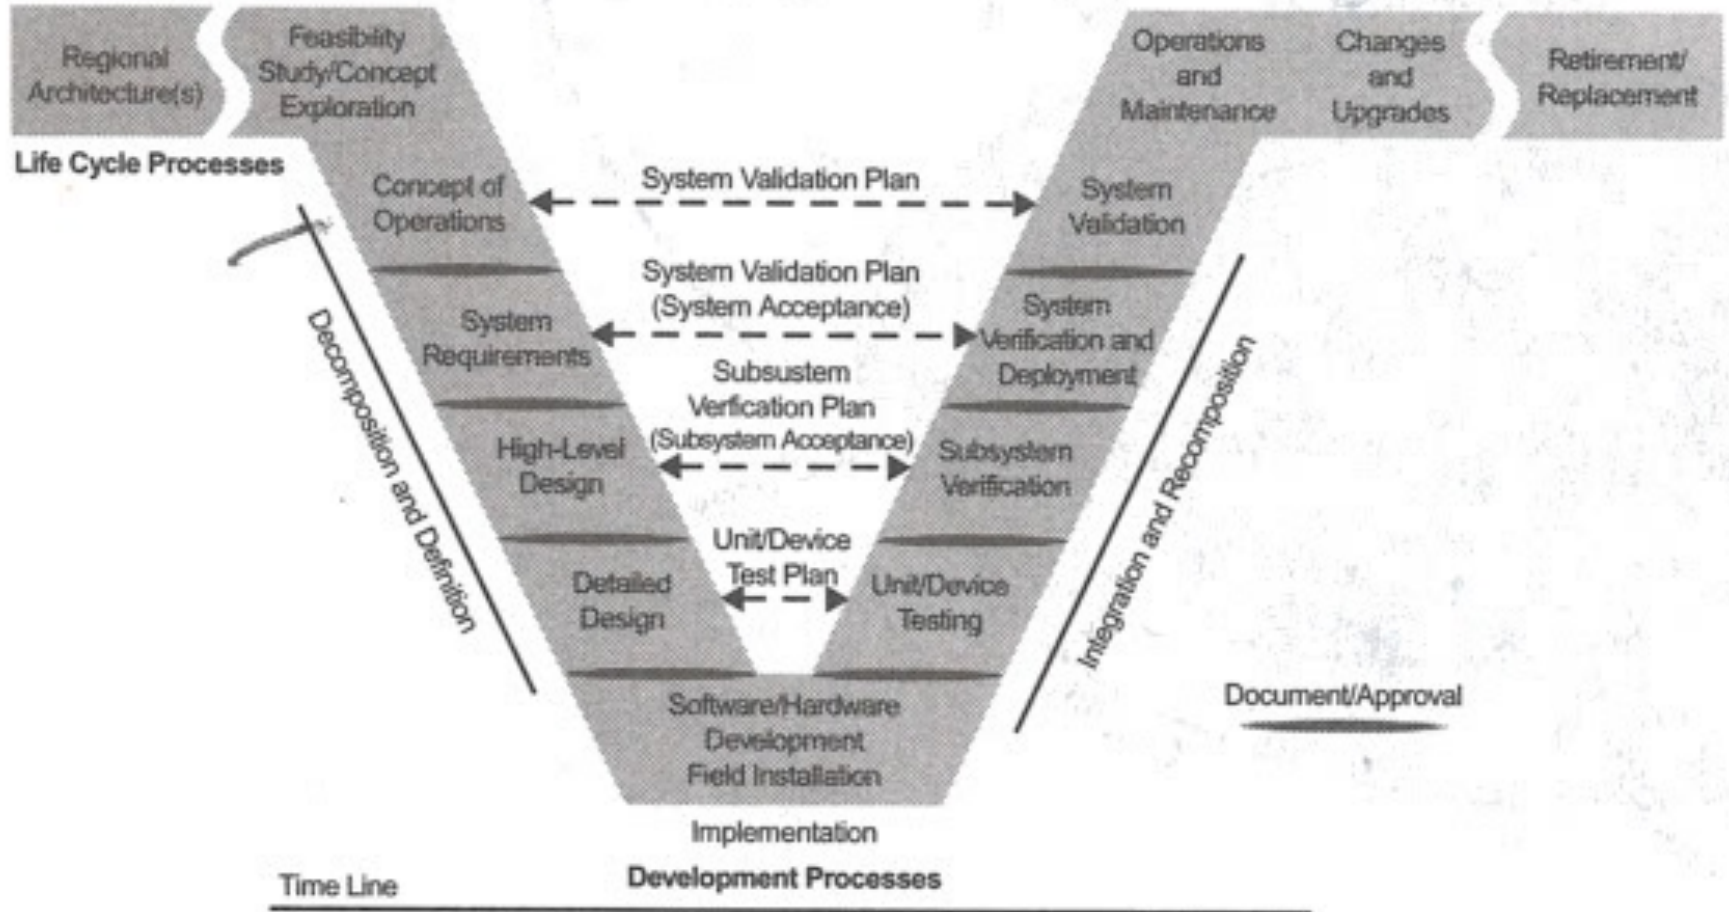 Regional
Architecture(s)
Feasibility
Study/Concept
Exploration
Operations
and
Maintenance
Changes
and
Upgrades
Retirement/
Replacement
Life Cycle Processes
Concept of
Operations
System Validation Plan
System
Validation
System Validation Plan
(System Acceptance)
System
Requirements
System
Verification and
Deployment
Subsustem
Verfication Plan
(Subsystem Acceptance)
High-Level
Design
Subsystem
Verification
Decomposition and Definition
Integration and Recomposition
Unit/Device
Test Plan
Detailed
Design
Unit/Device
Testing
Software/Hardware
Development
Field Installation
Document/Approval
Implementation
Development Processes
Time Line